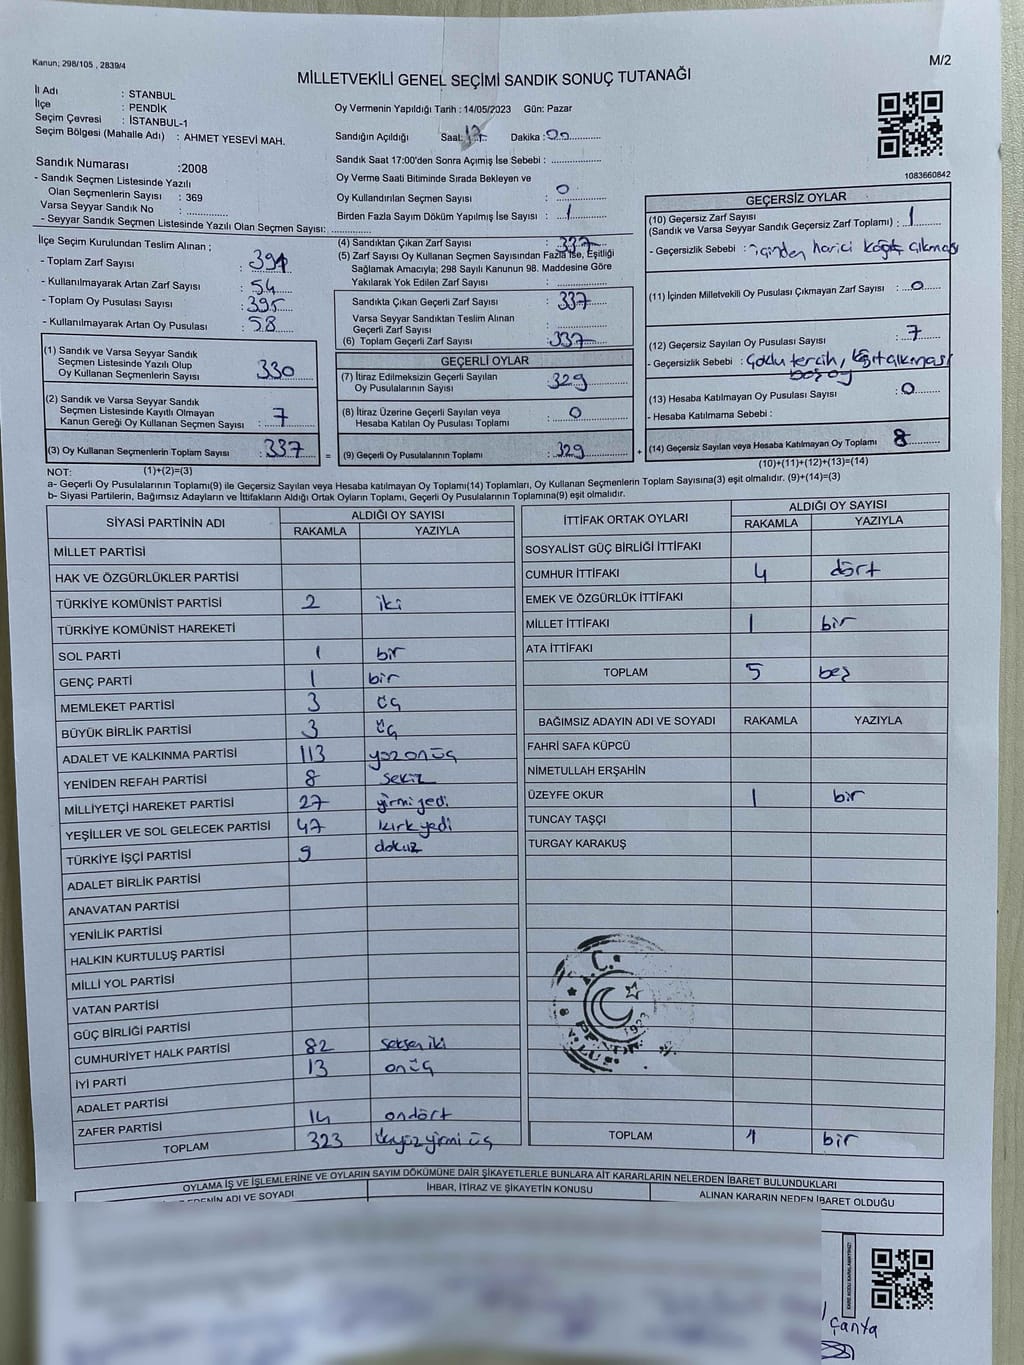 Kanun; 298/105 , 2839/4
M/2
MİLLETVEKİLİ GENEL SEÇİMİ SANDIK SONUÇ TUTANAĞI
İl Adı : STANBUL
İlçe : PENDİK
Seçim Çevresi : İSTANBUL-1
Seçim Bölgesi (Mahalle Adı) : AHMET YESEVİ MAH.
Oy Vermenin Yapıldığı Tarih : 14/05/2023 Gün: Pazar
Sandığın Açıldığı Saat: 17 Dakika : 00
Sandık Saat 17:00'den Sonra Açılmış İse Sebebi :
Oy Verme Saati Bitiminde Sırada Bekleyen ve
Oy Kullandırılan Seçmen Sayısı : 0
Birden Fazla Sayım Döküm Yapılmış İse Sayısı : 1
1083660842
Sandık Numarası :2008
- Sandık Seçmen Listesinde Yazılı
Olan Seçmenlerin Sayısı : 369
Varsa Seyyar Sandık No :
- Seyyar Sandık Seçmen Listesinde Yazılı Olan Seçmen Sayısı:
İlçe Seçim Kurulundan Teslim Alınan ;
- Toplam Zarf Sayısı : 391
- Kullanılmayarak Artan Zarf Sayısı : 54
- Toplam Oy Pusulası Sayısı : 395
- Kullanılmayarak Artan Oy Pusulası : 58
(4) Sandıktan Çıkan Zarf Sayısı : 337
(5) Zarf Sayısı Oy Kullanan Seçmen Sayısından Fazla İse, Eşitliği
Sağlamak Amacıyla; 298 Sayılı Kanunun 98. Maddesine Göre
Yakılarak Yok Edilen Zarf Sayısı :
Sandıkta Çıkan Geçerli Zarf Sayısı : 337
Varsa Seyyar Sandıktan Teslim Alınan
Geçerli Zarf Sayısı :
(6) Toplam Geçerli Zarf Sayısı : 337
GEÇERSİZ OYLAR
(10) Geçersiz Zarf Sayısı : 1
(Sandık ve Varsa Seyyar Sandık Geçersiz Zarf Toplamı)
- Geçersizlik Sebebi : içinden harici kağıt çıkması
(11) İçinden Milletvekili Oy Pusulası Çıkmayan Zarf Sayısı : 0
(12) Geçersiz Sayılan Oy Pusulası Sayısı : 7
- Geçersizlik Sebebi : Çoklu tercih, kağıt çıkması
boş oy
(13) Hesaba Katılmayan Oy Pusulası Sayısı : 0
- Hesaba Katılmama Sebebi :
(14) Geçersiz Sayılan veya Hesaba Katılmayan Oy Toplamı 8
(10)+(11)+(12)+(13)=(14)
(1) Sandık ve Varsa Seyyar Sandık
Seçmen Listesinde Yazılı Olup
Oy Kullanan Seçmenlerin Sayısı 330
(2) Sandık ve Varsa Seyyar Sandık
Seçmen Listesinde Kayıtlı Olmayan
Kanun Gereği Oy Kullanan Seçmen Sayısı : 7
(3) Oy Kullanan Seçmenlerin Toplam Sayısı : 337
(1)+(2)=(3)
GEÇERLİ OYLAR
(7) İtiraz Edilmeksizin Geçerli Sayılan
Oy Pusulalarının Sayısı : 329
(8) İtiraz Üzerine Geçerli Sayılan veya
Hesaba Katılan Oy Pusulası Toplamı : 0
= (9) Geçerli Oy Pusulalarının Toplamı : 329 +
NOT:
a- Geçerli Oy Pusulalarının Toplamı(9) ile Geçersiz Sayılan veya Hesaba Katılmayan Oy Toplamı(14) Toplamları, Oy Kullanan Seçmenlerin Toplam Sayısına(3) eşit olmalıdır. (9)+(14)=(3)
b- Siyasi Partilerin, Bağımsız Adayların ve İttifakların Aldığı Ortak Oyların Toplamı, Geçerli Oy Pusulalarının Toplamına(9) eşit olmalıdır.
SİYASİ PARTİNİN ADI ALDIĞI OY SAYISI
RAKAMLA YAZIYLA
MİLLET PARTİSİ
HAK VE ÖZGÜRLÜKLER PARTİSİ
TÜRKİYE KOMÜNİST PARTİSİ 2 iki
TÜRKİYE KOMÜNİST HAREKETİ
SOL PARTİ 1 bir
GENÇ PARTİ 1 bir
MEMLEKET PARTİSİ 3 üç
BÜYÜK BİRLİK PARTİSİ 3 üç
ADALET VE KALKINMA PARTİSİ 113 yüzonüç
YENİDEN REFAH PARTİSİ 8 sekiz
MİLLİYETÇİ HAREKET PARTİSİ 27 yirmiyedi
YEŞİLLER VE SOL GELECEK PARTİSİ 47 kırkyedi
TÜRKİYE İŞÇİ PARTİSİ 9 dokuz
ADALET BİRLİK PARTİSİ
ANAVATAN PARTİSİ
YENİLİK PARTİSİ
HALKIN KURTULUŞ PARTİSİ
MİLLİ YOL PARTİSİ
VATAN PARTİSİ
GÜÇ BİRLİĞİ PARTİSİ
CUMHURİYET HALK PARTİSİ 82 seksen iki
İYİ PARTİ 13 onüç
ADALET PARTİSİ
ZAFER PARTİSİ 14 ondört
TOPLAM 323 üçyüz yirmi üç
İTTİFAK ORTAK OYLARI ALDIĞI OY SAYISI
RAKAMLA YAZIYLA
SOSYALİST GÜÇ BİRLİĞİ İTTİFAKI
CUMHUR İTTİFAKI 4 dört
EMEK VE ÖZGÜRLÜK İTTİFAKI
MİLLET İTTİFAKI 1 bir
ATA İTTİFAKI
TOPLAM 5 beş
BAĞIMSIZ ADAYIN ADI VE SOYADI RAKAMLA YAZIYLA
FAHRİ SAFA KÜPCÜ
NİMETULLAH ERŞAHİN
ÜZEYFE OKUR 1 bir
TUNCAY TAŞÇI
TURGAY KARAKUŞ
T.C.
1923
TOPLAM 1 bir
OYLAMA İŞ VE İŞLEMLERİNE VE OYLARIN SAYIM DÖKÜMÜNE DAİR ŞİKAYETLERLE BUNLARA AİT KARARLARIN NELERDEN İBARET BULUNDUKLARI
EDENİN ADI VE SOYADI İHBAR, İTİRAZ VE ŞİKAYETİN KONUSU ALINAN KARARIN NEDEN İBARET OLDUĞU
KARE KODU KARALAMAYINIZ!
Çanta